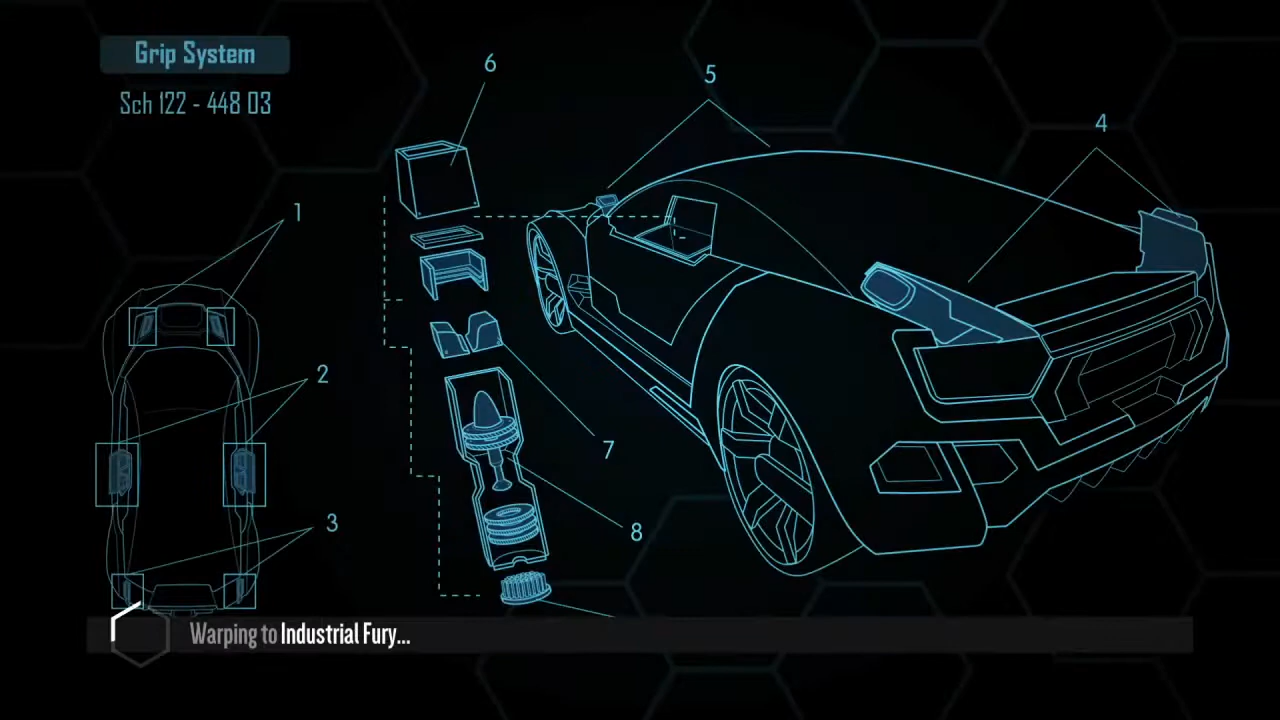 Grip System
Sch 122 - 448 03
6
5
4
1
2
7
3
8
Warping to Industrial Fury...